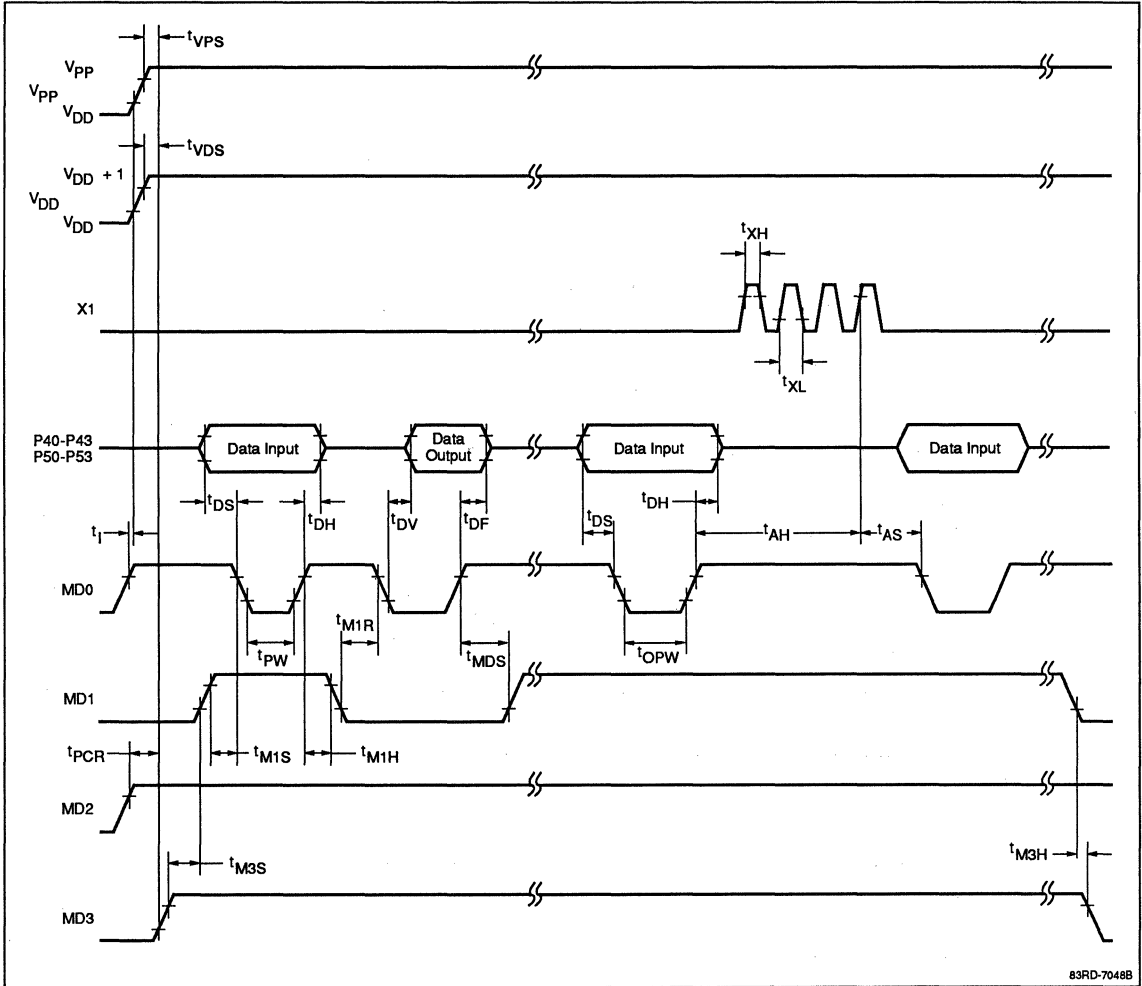 tVPS
VPP
VPP
VDD
tVDS
VDD + 1
VDD
VDD
tXH
X1
tXL
P40-P43
P50-P53
Data Input
Data Output
Data Input
Data Input
tDS
tDH
tDV
tDF
tDS
tDH
tAH
tAS
tI
MD0
tM1R
tPW
tMDS
tOPW
MD1
tPCR
tM1S
tM1H
MD2
tM3S
tM3H
MD3
83RD-7048B